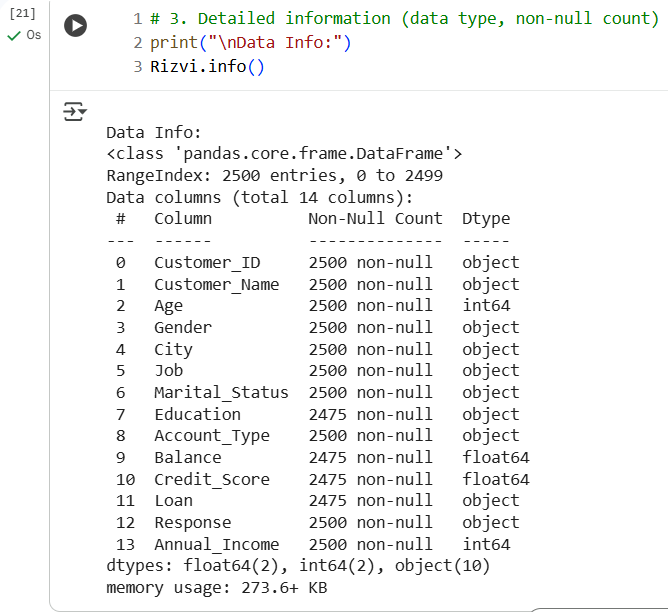 [21]
0s
1 # 3. Detailed information (data type, non-null count)
2 print("\nData Info:")
3 Rizvi.info()
Data Info:
<class 'pandas.core.frame.DataFrame'>
RangeIndex: 2500 entries, 0 to 2499
Data columns (total 14 columns):
 #   Column           Non-Null Count  Dtype
---  ------           --------------  -----
 0   Customer_ID      2500 non-null   object
 1   Customer_Name    2500 non-null   object
 2   Age              2500 non-null   int64
 3   Gender           2500 non-null   object
 4   City             2500 non-null   object
 5   Job              2500 non-null   object
 6   Marital_Status   2500 non-null   object
 7   Education        2475 non-null   object
 8   Account_Type     2500 non-null   object
 9   Balance          2475 non-null   float64
 10  Credit_Score     2475 non-null   float64
 11  Loan             2475 non-null   object
 12  Response         2500 non-null   object
 13  Annual_Income    2500 non-null   int64
dtypes: float64(2), int64(2), object(10)
memory usage: 273.6+ KB